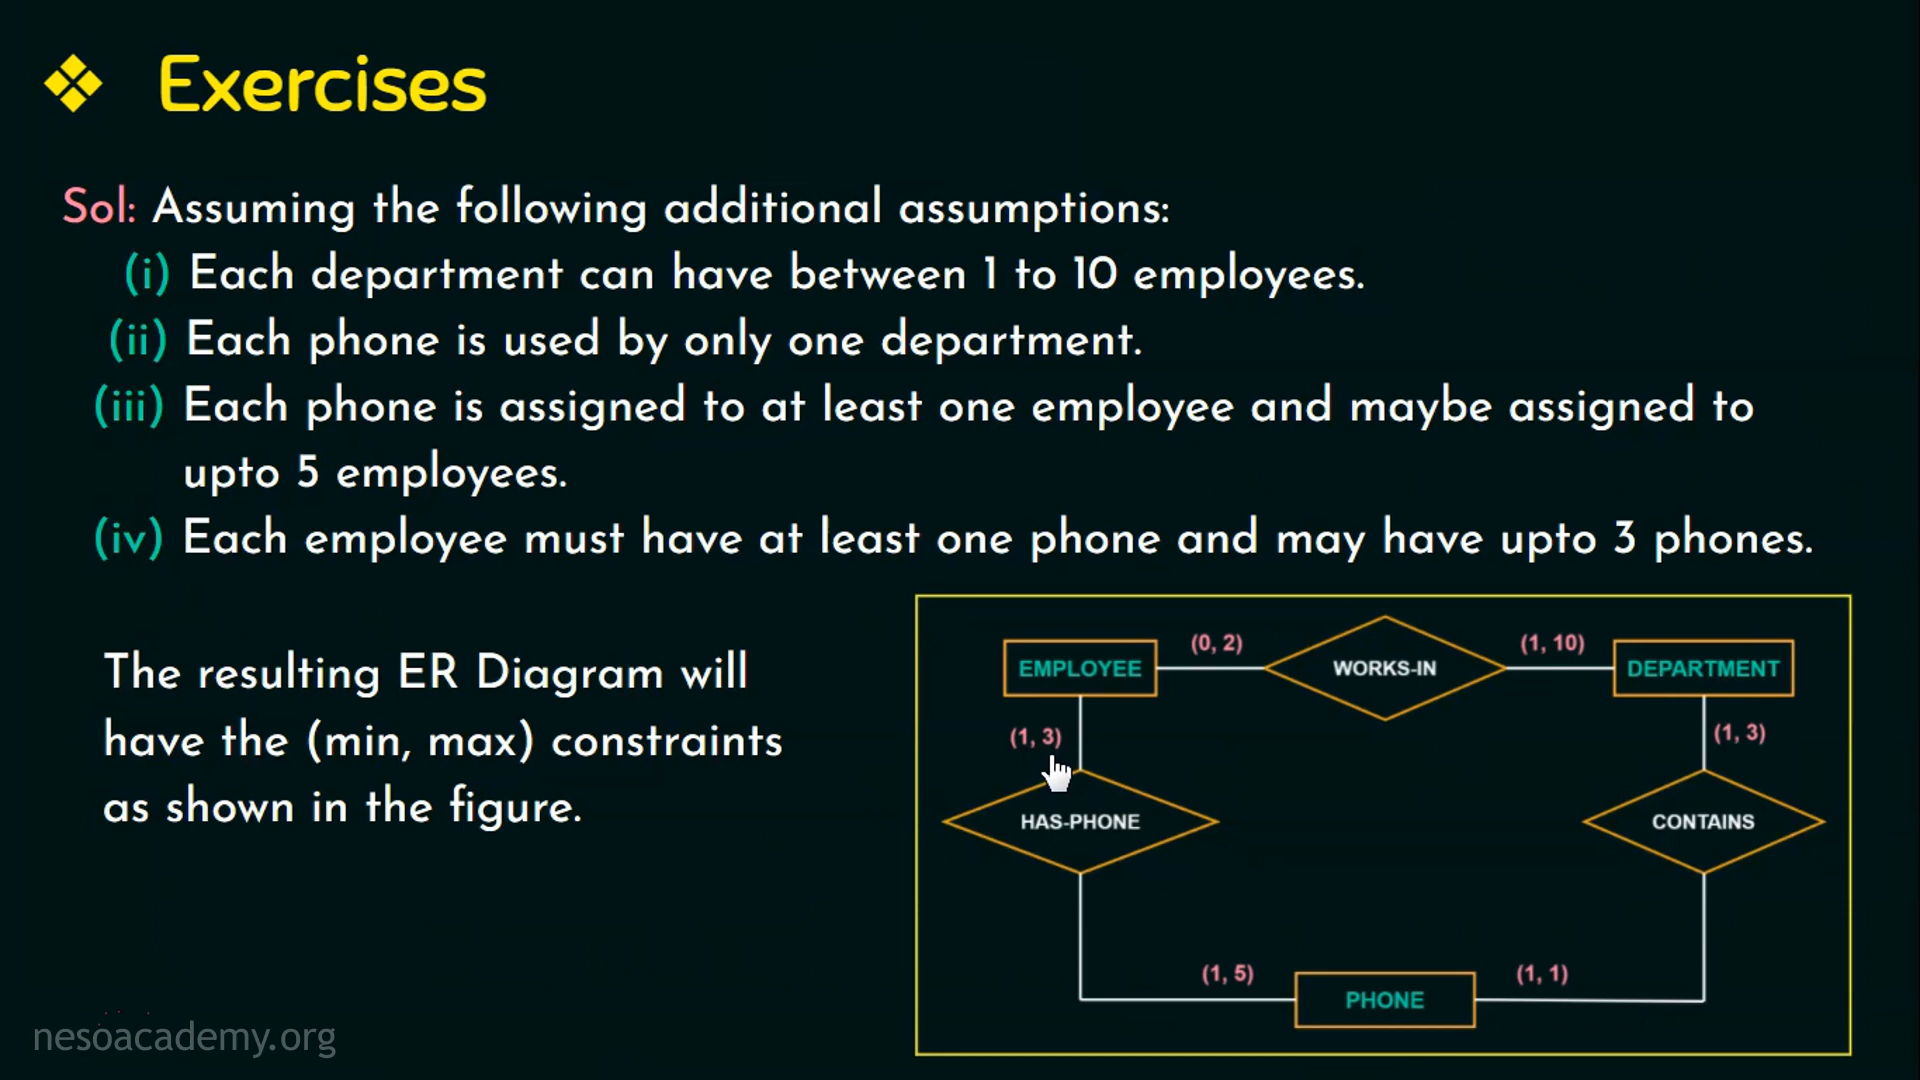 Exercises
Sol: Assuming the following additional assumptions:
(i) Each department can have between 1 to 10 employees.
(ii) Each phone is used by only one department.
(iii) Each phone is assigned to at least one employee and maybe assigned to
upto 5 employees.
(iv) Each employee must have at least one phone and may have upto 3 phones.
The resulting ER Diagram will
have the (min, max) constraints
as shown in the figure.
EMPLOYEE (0, 2) WORKS-IN (1, 10) DEPARTMENT
(1, 3) (1, 3)
HAS-PHONE CONTAINS
(1, 5) PHONE (1, 1)
nesoacademy.org